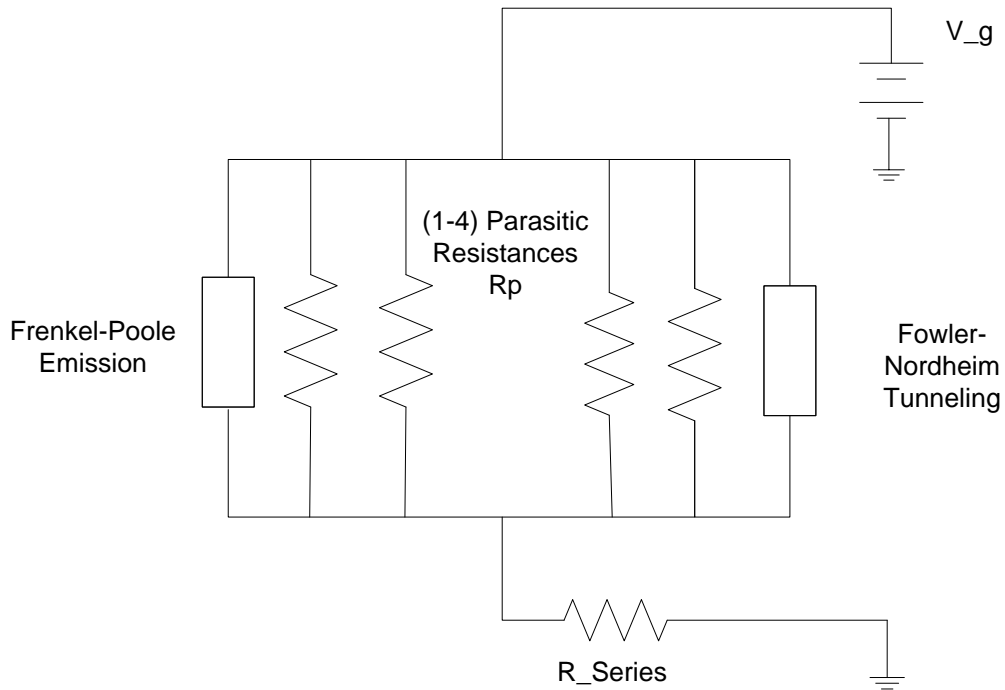 V_g
(1-4) Parasitic
Resistances
Rp
Frenkel-Poole
Emission
Fowler-
Nordheim
Tunneling
R_Series